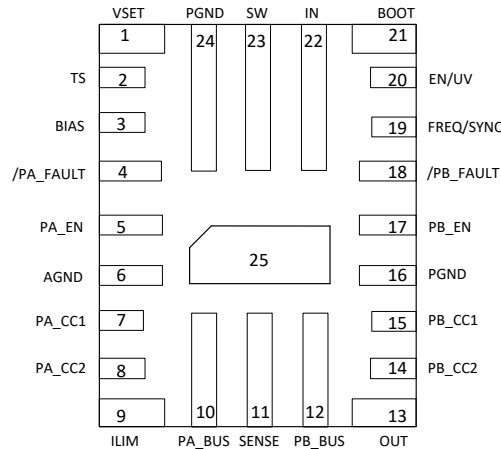 VSET PGND SW IN BOOT
1 24 23 22 21
TS 2 20 EN/UV
BIAS 3 19 FREQ/SYNC
/PA_FAULT 4 18 /PB_FAULT
PA_EN 5 17 PB_EN
25
AGND 6 16 PGND
PA_CC1 7 15 PB_CC1
PA_CC2 8 14 PB_CC2
9 10 11 12 13
ILIM PA_BUS SENSE PB_BUS OUT